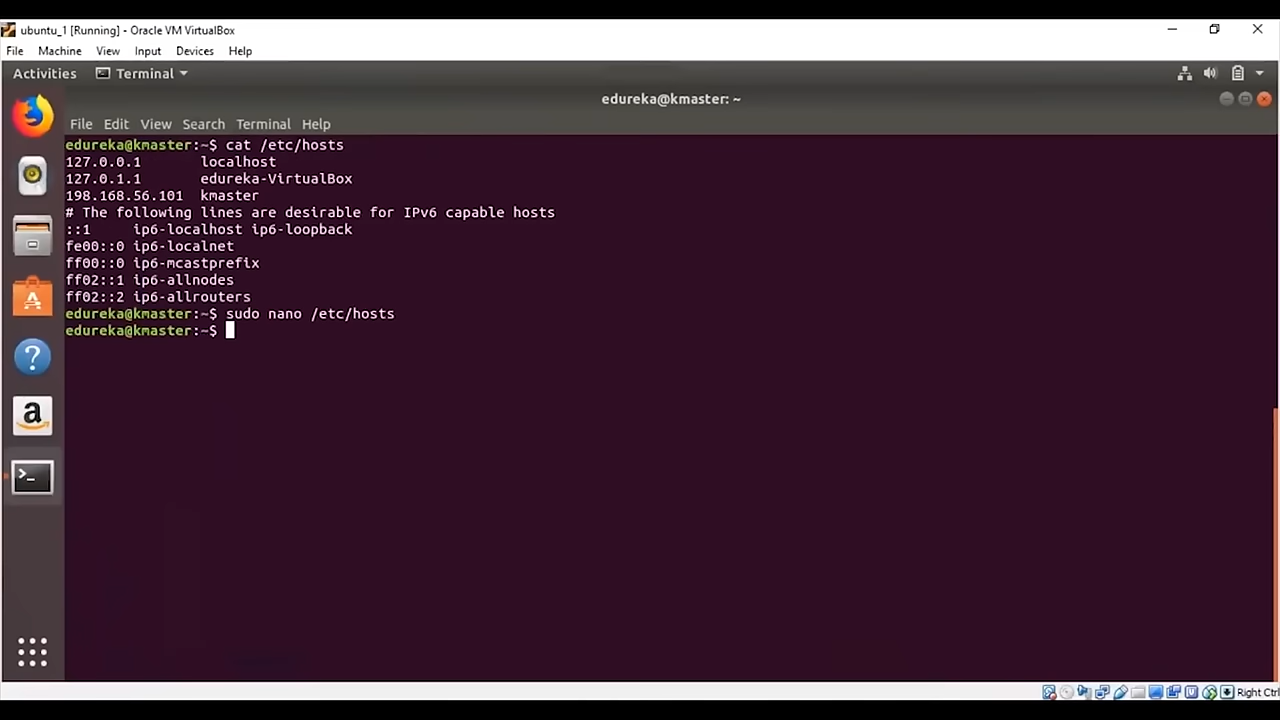 ubuntu_1 [Running] - Oracle VM VirtualBox
File Machine View Input Devices Help
Activities Terminal
edureka@kmaster: ~
File Edit View Search Terminal Help
edureka@kmaster:~$ cat /etc/hosts
127.0.0.1 localhost
127.0.1.1 edureka-VirtualBox
198.168.56.101 kmaster
# The following lines are desirable for IPv6 capable hosts
::1 ip6-localhost ip6-loopback
fe00::0 ip6-localnet
ff00::0 ip6-mcastprefix
ff02::1 ip6-allnodes
ff02::2 ip6-allrouters
edureka@kmaster:~$ sudo nano /etc/hosts
edureka@kmaster:~$
Right Ctrl